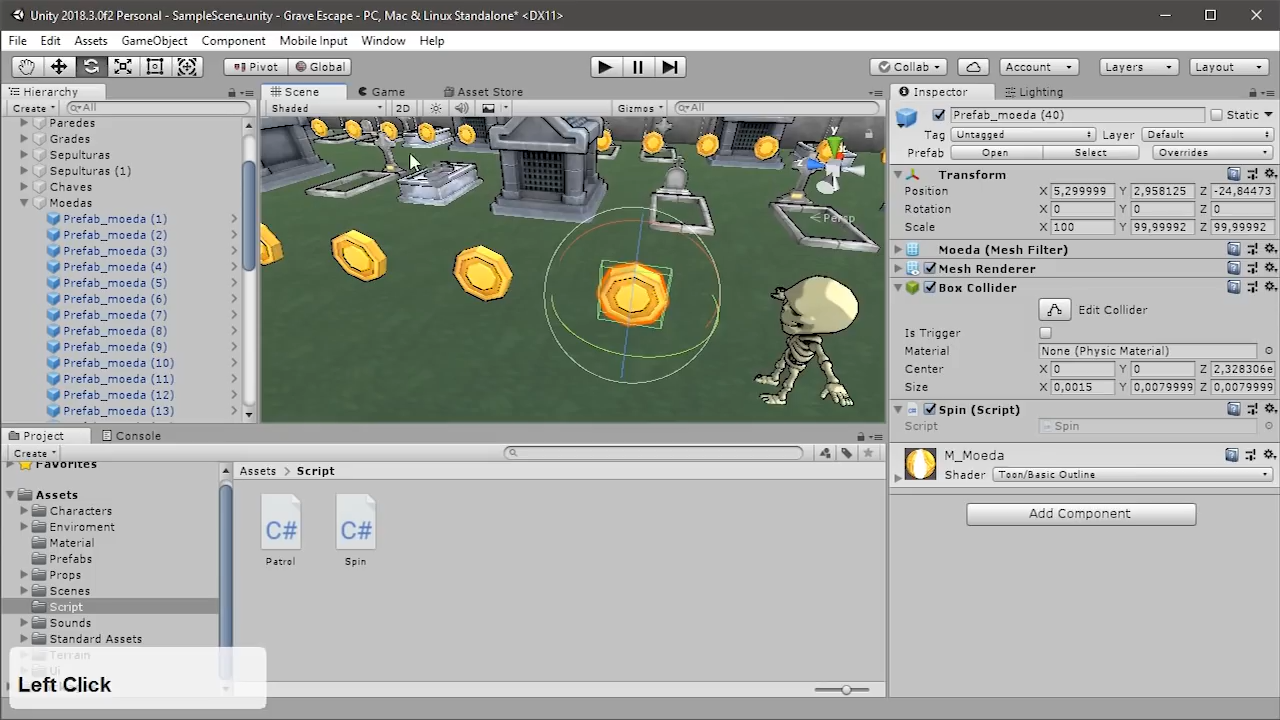 Unity 2018.3.0f2 Personal - SampleScene.unity - Grave Escape - PC, Mac & Linux Standalone* <DX11>
File Edit Assets GameObject Component Mobile Input Window Help
Pivot Global Collab Account Layers Layout
Hierarchy Scene Game Asset Store Inspector Lighting
Create All Shaded 2D Gizmos All
Paredes
Grades
Sepulturas
Sepulturas (1)
Chaves
Moedas
Prefab_moeda (1)
Prefab_moeda (2)
Prefab_moeda (3)
Prefab_moeda (4)
Prefab_moeda (5)
Prefab_moeda (6)
Prefab_moeda (7)
Prefab_moeda (8)
Prefab_moeda (9)
Prefab_moeda (10)
Prefab_moeda (11)
Prefab_moeda (12)
Prefab_moeda (13)
y
Persp
Prefab_moeda (40) Static
Tag Untagged Layer Default
Prefab Open Select Overrides
Transform
Position X 5,299999 Y 2,958125 Z -24,84473
Rotation X 0 Y 0 Z 0
Scale X 100 Y 99,99992 Z 99,99992
Moeda (Mesh Filter)
Mesh Renderer
Box Collider
Edit Collider
Is Trigger
Material None (Physic Material)
Center X 0 Y 0 Z 2,328306e
Size X 0,0015 Y 0,0079999 Z 0,0079999
Spin (Script)
Script Spin
M_Moeda
Shader Toon/Basic Outline
Add Component
Project Console
Create
Favorites
Assets
Characters
Enviroment
Material
Prefabs
Props
Scenes
Script
Sounds
Standard Assets
Terrain
Ui
Assets Script
C# C#
Patrol Spin
Left Click